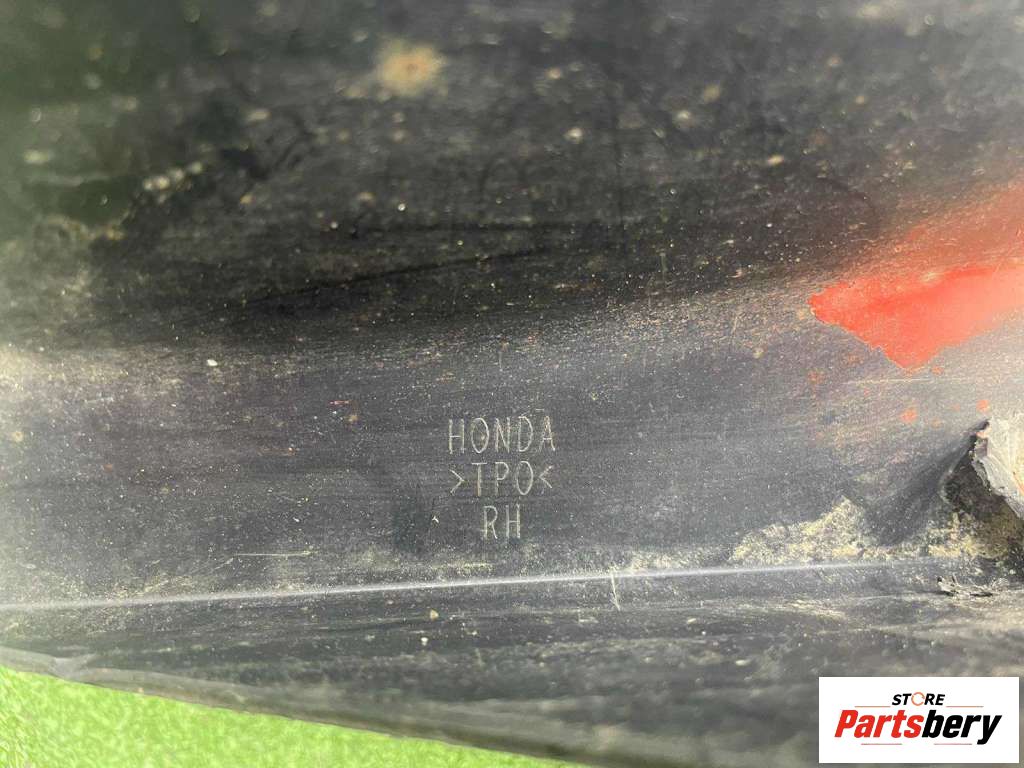 HONDA
>TPO<
RH
STORE
Partsbery